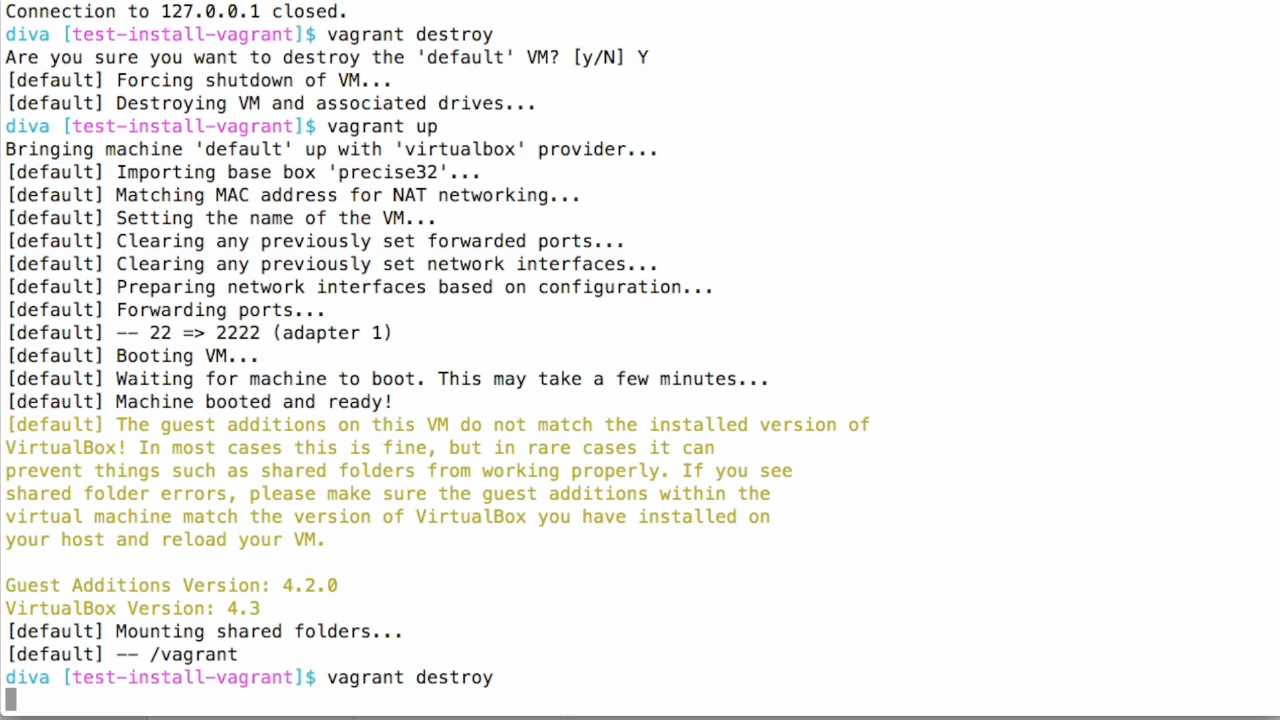 Connection to 127.0.0.1 closed.
diva [test-install-vagrant]$ vagrant destroy
Are you sure you want to destroy the 'default' VM? [y/N] Y
[default] Forcing shutdown of VM...
[default] Destroying VM and associated drives...
diva [test-install-vagrant]$ vagrant up
Bringing machine 'default' up with 'virtualbox' provider...
[default] Importing base box 'precise32'...
[default] Matching MAC address for NAT networking...
[default] Setting the name of the VM...
[default] Clearing any previously set forwarded ports...
[default] Clearing any previously set network interfaces...
[default] Preparing network interfaces based on configuration...
[default] Forwarding ports...
[default] -- 22 => 2222 (adapter 1)
[default] Booting VM...
[default] Waiting for machine to boot. This may take a few minutes...
[default] Machine booted and ready!
[default] The guest additions on this VM do not match the installed version of
VirtualBox! In most cases this is fine, but in rare cases it can
prevent things such as shared folders from working properly. If you see
shared folder errors, please make sure the guest additions within the
virtual machine match the version of VirtualBox you have installed on
your host and reload your VM.
Guest Additions Version: 4.2.0
VirtualBox Version: 4.3
[default] Mounting shared folders...
[default] -- /vagrant
diva [test-install-vagrant]$ vagrant destroy